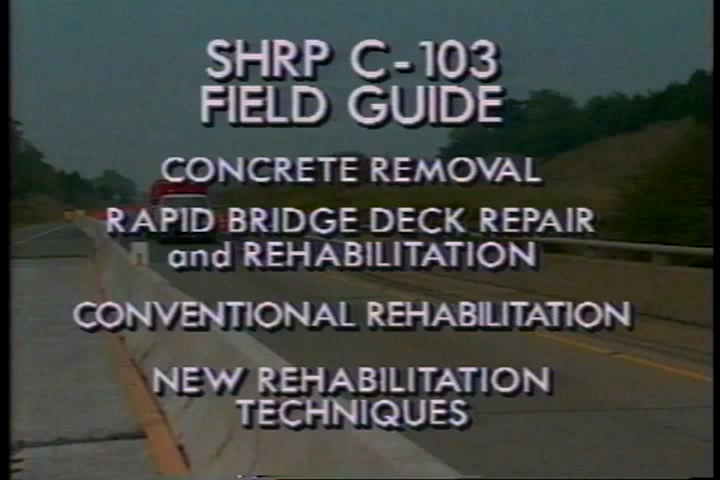 SHRP C-103
FIELD GUIDE
CONCRETE REMOVAL
RAPID BRIDGE DECK REPAIR
and REHABILITATION
CONVENTIONAL REHABILITATION
NEW REHABILITATION
TECHNIQUES